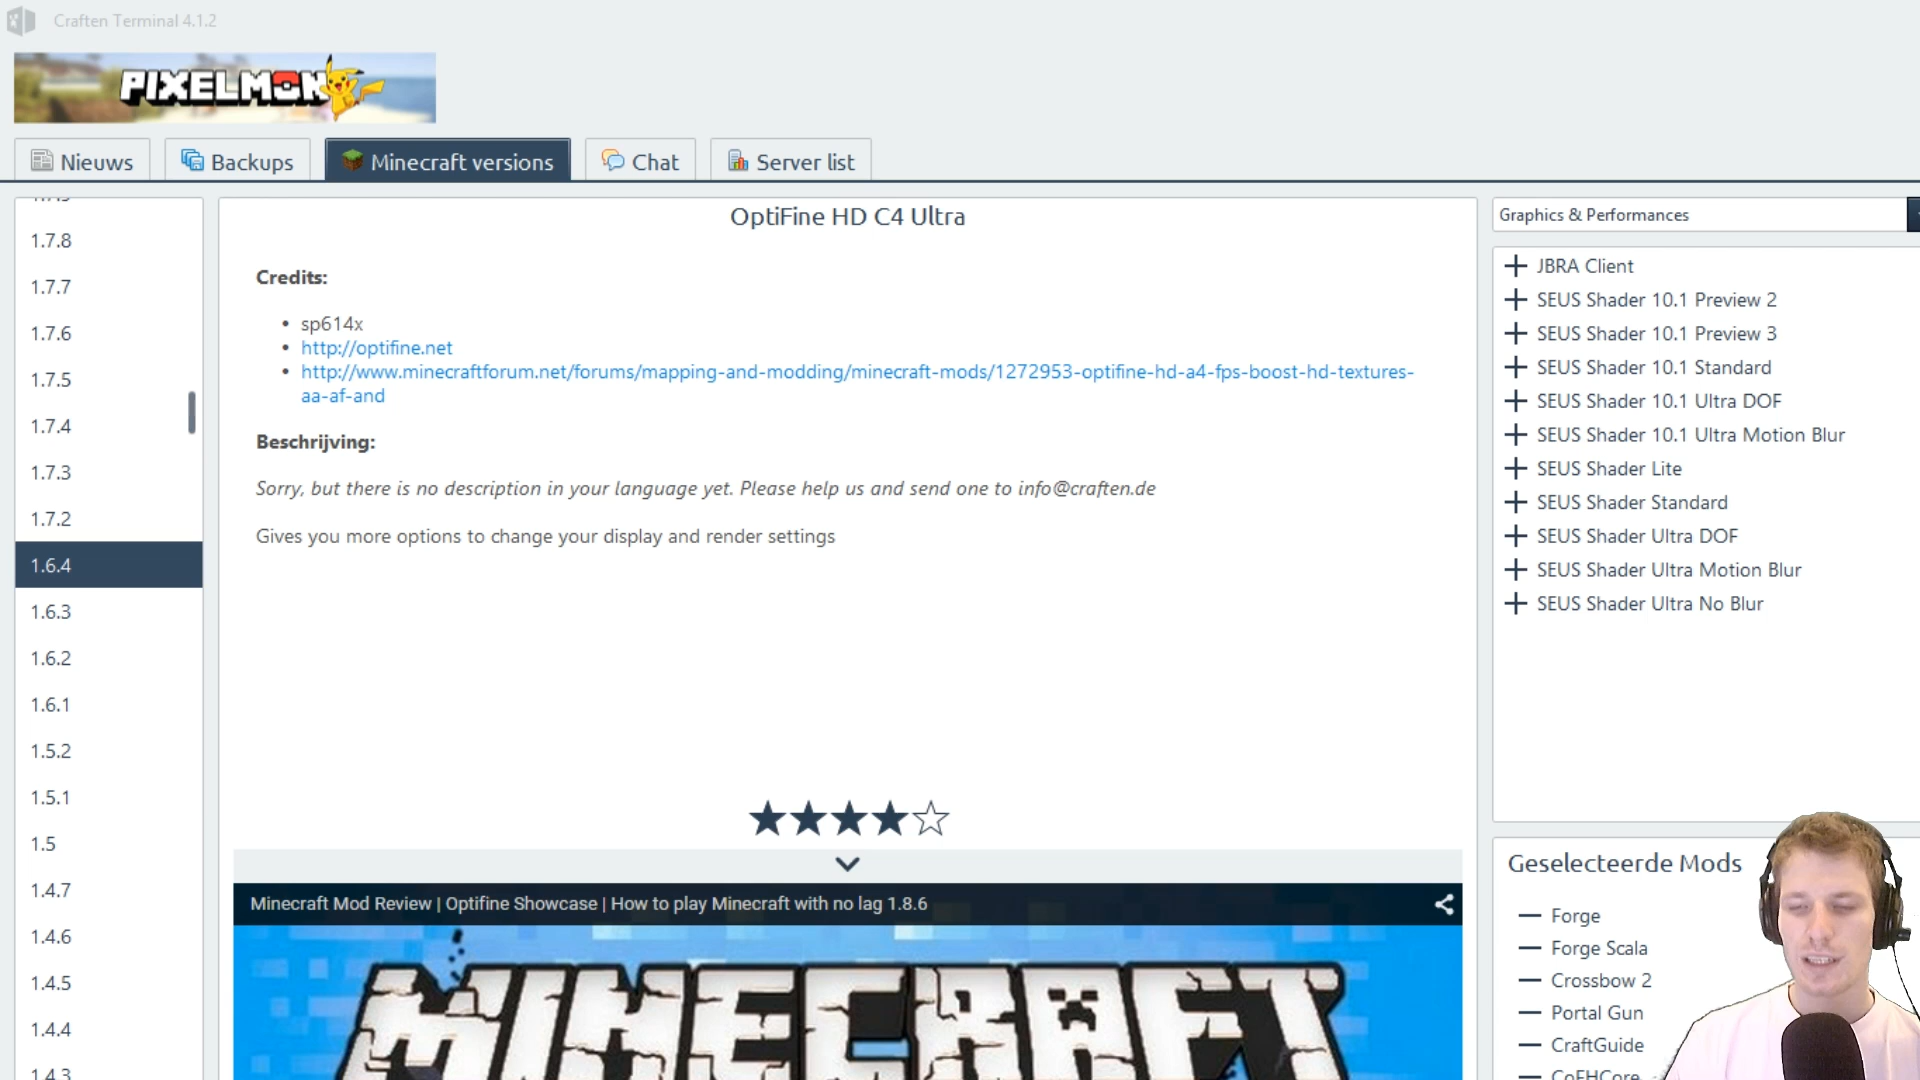 Craften Terminal 4.1.2
PIXELMON
Nieuws
Backups
Minecraft versions
Chat
Server list
1.7.8
1.7.7
1.7.6
1.7.5
1.7.4
1.7.3
1.7.2
1.6.4
1.6.3
1.6.2
1.6.1
1.5.2
1.5.1
1.5
1.4.7
1.4.6
1.4.5
1.4.4
1.4.3
OptiFine HD C4 Ultra
Credits:
• sp614x
• http://optifine.net
• http://www.minecraftforum.net/forums/mapping-and-modding/minecraft-mods/1272953-optifine-hd-a4-fps-boost-hd-textures-
aa-af-and
Beschrijving:
Sorry, but there is no description in your language yet. Please help us and send one to info@craften.de
Gives you more options to change your display and render settings
Minecraft Mod Review | Optifine Showcase | How to play Minecraft with no lag 1.8.6
MINECRAFT
Graphics & Performances
JBRA Client
SEUS Shader 10.1 Preview 2
SEUS Shader 10.1 Preview 3
SEUS Shader 10.1 Standard
SEUS Shader 10.1 Ultra DOF
SEUS Shader 10.1 Ultra Motion Blur
SEUS Shader Lite
SEUS Shader Standard
SEUS Shader Ultra DOF
SEUS Shader Ultra Motion Blur
SEUS Shader Ultra No Blur
Geselecteerde Mods
Forge
Forge Scala
Crossbow 2
Portal Gun
CraftGuide
CoFHCore